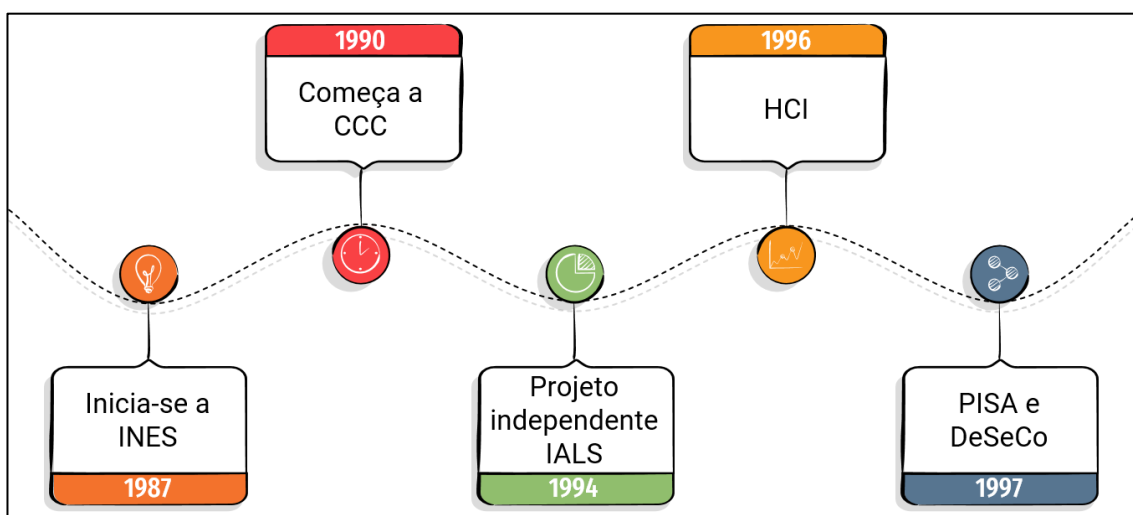 Inicia-se a
INES
1987
1990
Começa a
CCC
Projeto
independente
IALS
1994
1996
HCI
PISA e
DeSeCo
1997